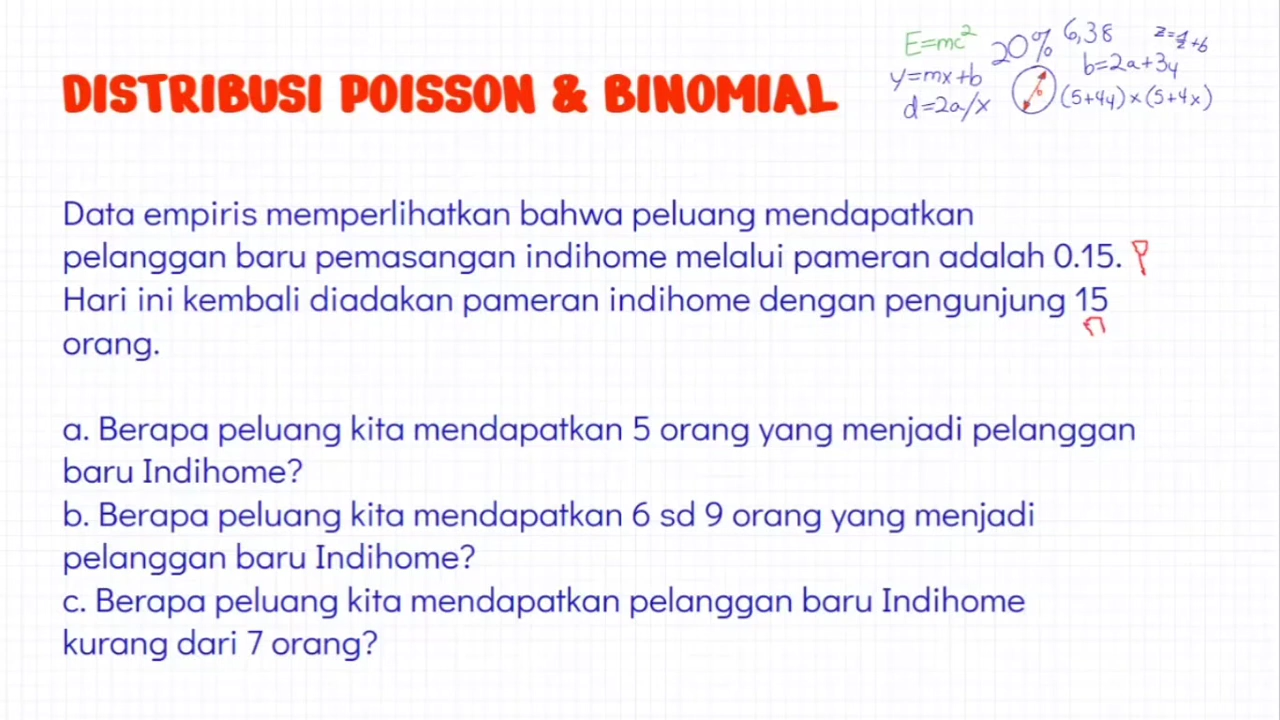 E=mc²
20%
6,38
z=1/2+b
y=mx+b
b=2a+3y
d=2a/x
(5+4y)×(5+4x)
DISTRIBUSI POISSON & BINOMIAL
Data empiris memperlihatkan bahwa peluang mendapatkan
pelanggan baru pemasangan indihome melalui pameran adalah 0.15. p
Hari ini kembali diadakan pameran indihome dengan pengunjung 15
n
orang.
a. Berapa peluang kita mendapatkan 5 orang yang menjadi pelanggan
baru Indihome?
b. Berapa peluang kita mendapatkan 6 sd 9 orang yang menjadi
pelanggan baru Indihome?
c. Berapa peluang kita mendapatkan pelanggan baru Indihome
kurang dari 7 orang?